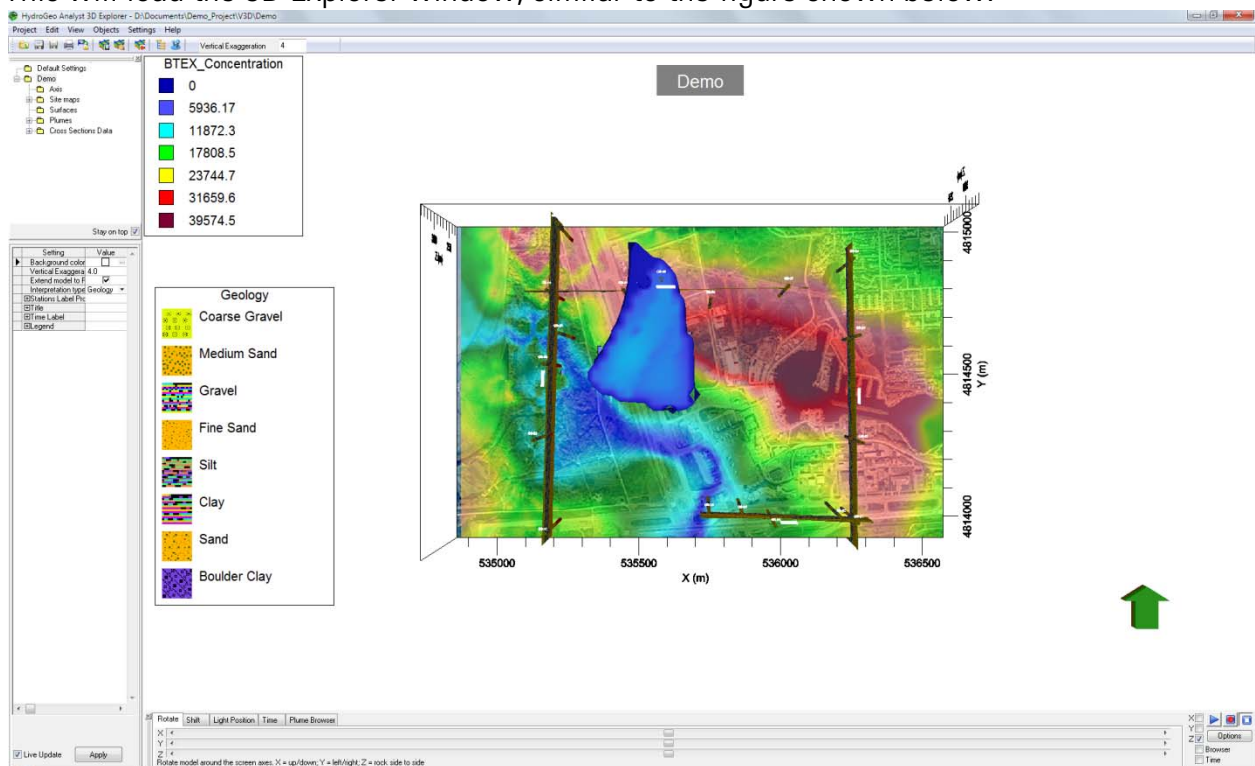 This will load the 3D Explorer window, similar to the figure shown below.
HydroGeo Analyst 3D Explorer - D:\Documents\Demo_Project\V3D\Demo
Project Edit View Objects Settings Help
Vertical Exaggeration 4
Default Settings
Demo
Axis
Site maps
Surfaces
Plumes
Cross Sections Data
Stay on top
Setting Value
Background color
Vertical Exaggera 4.0
Extend model to F
Interpretation type Geology
Stations Label Pro
Title
Time Label
Legend
Live Update Apply
BTEX_Concentration
0
5936.17
11872.3
17808.5
23744.7
31659.6
39574.5
Geology
Coarse Gravel
Medium Sand
Gravel
Fine Sand
Silt
Clay
Sand
Boulder Clay
Demo
4815000
4814500
4814000
Y (m)
535000 535500 536000 536500
X (m)
Rotate Shift Light Position Time Plume Browser
X
Y
Z
Rotate model around the screen axes. X = up/down; Y = left/right; Z = rock side to side
X
Y
Z
Options
Browser
Time